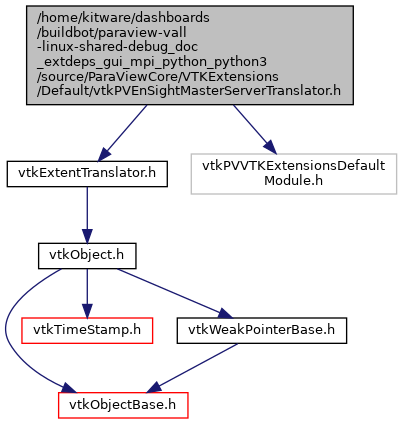 /home/kitware/dashboards
/buildbot/paraview-vall
-linux-shared-debug_doc
_extdeps_gui_mpi_python_python3
/source/ParaViewCore/VTKExtensions
/Default/vtkPVEnSightMasterServerTranslator.h
vtkExtentTranslator.h
vtkPVVTKExtensionsDefault
Module.h
vtkObject.h
vtkTimeStamp.h
vtkWeakPointerBase.h
vtkObjectBase.h